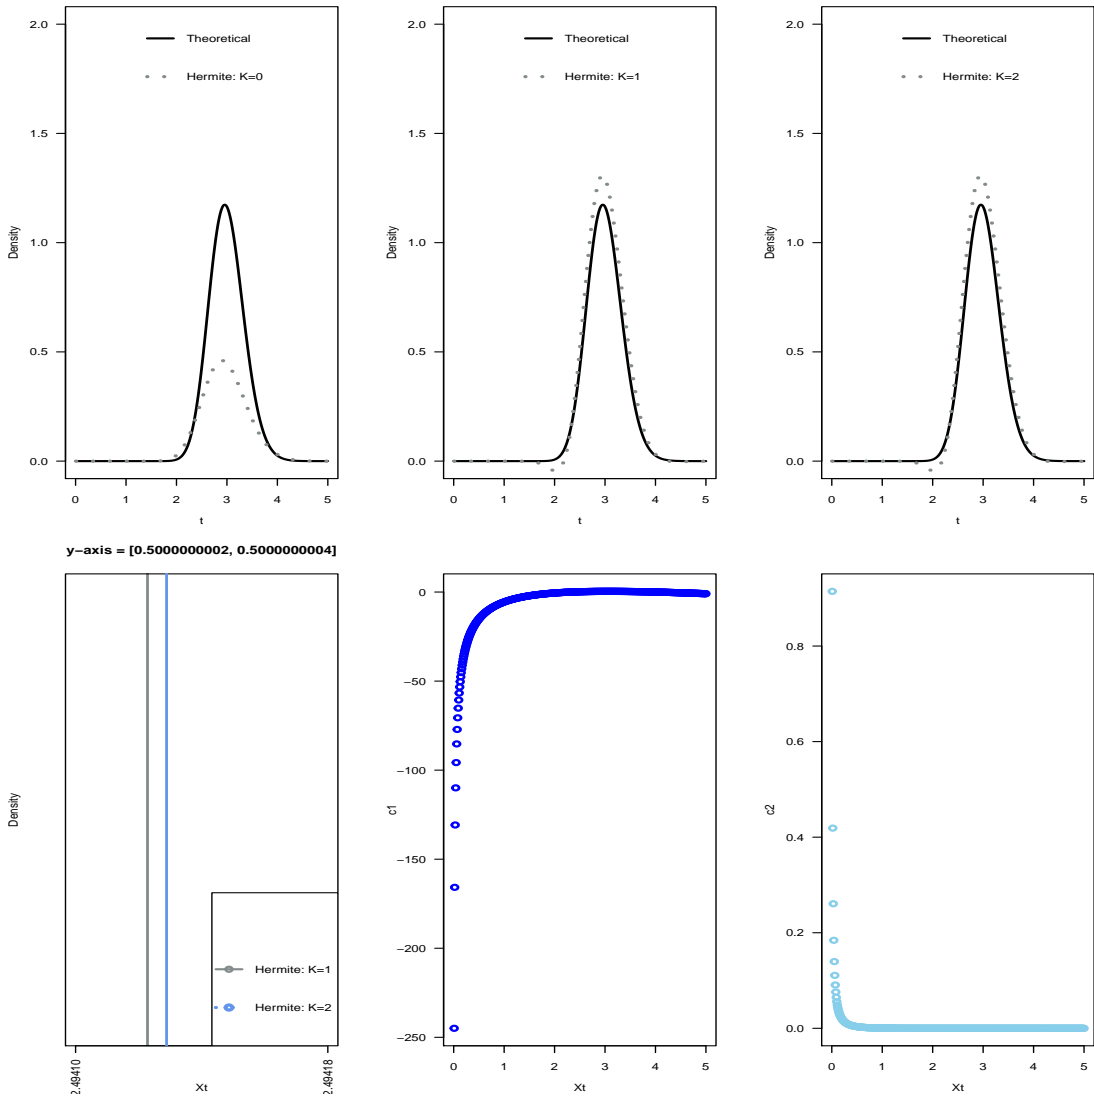 2.0
1.5
1.0
0.5
0.0
Density
Theoretical
Hermite: K=0
0 1 2 3 4 5
t
2.0
1.5
1.0
0.5
0.0
Density
Theoretical
Hermite: K=1
0 1 2 3 4 5
t
2.0
1.5
1.0
0.5
0.0
Density
Theoretical
Hermite: K=2
0 1 2 3 4 5
t
y−axis = [0.5000000002, 0.5000000004]
Density
Hermite: K=1
Hermite: K=2
2.49410 2.49418
Xt
0
−50
−100
−150
−200
−250
c1
0 1 2 3 4 5
Xt
0.8
0.6
0.4
0.2
0.0
c2
0 1 2 3 4 5
Xt